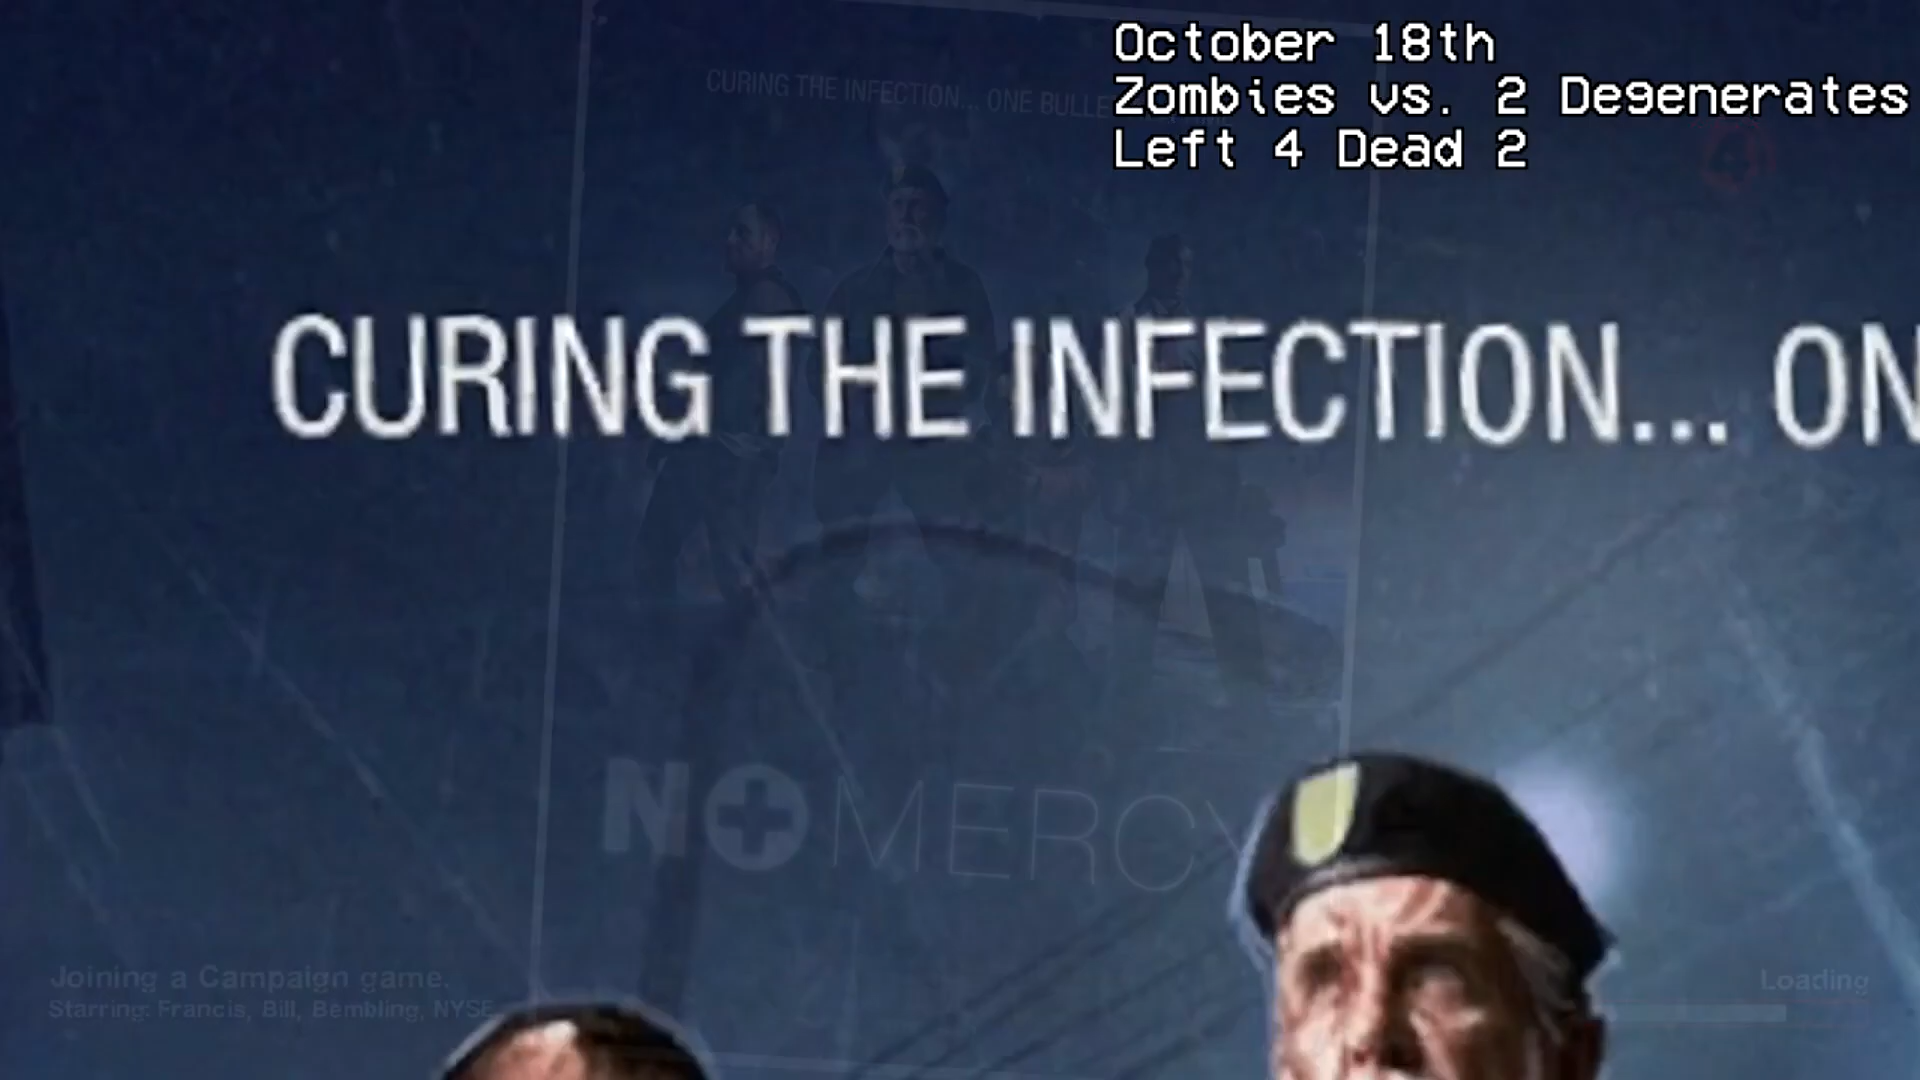 October 18th
Zombies vs. 2 Degenerates
Left 4 Dead 2
CURING THE INFECTION... ONE BULLE
CURING THE INFECTION... ON
NO MERCY
Joining a Campaign game.
Starring: Francis, Bill, Bembling, NYSE
Loading